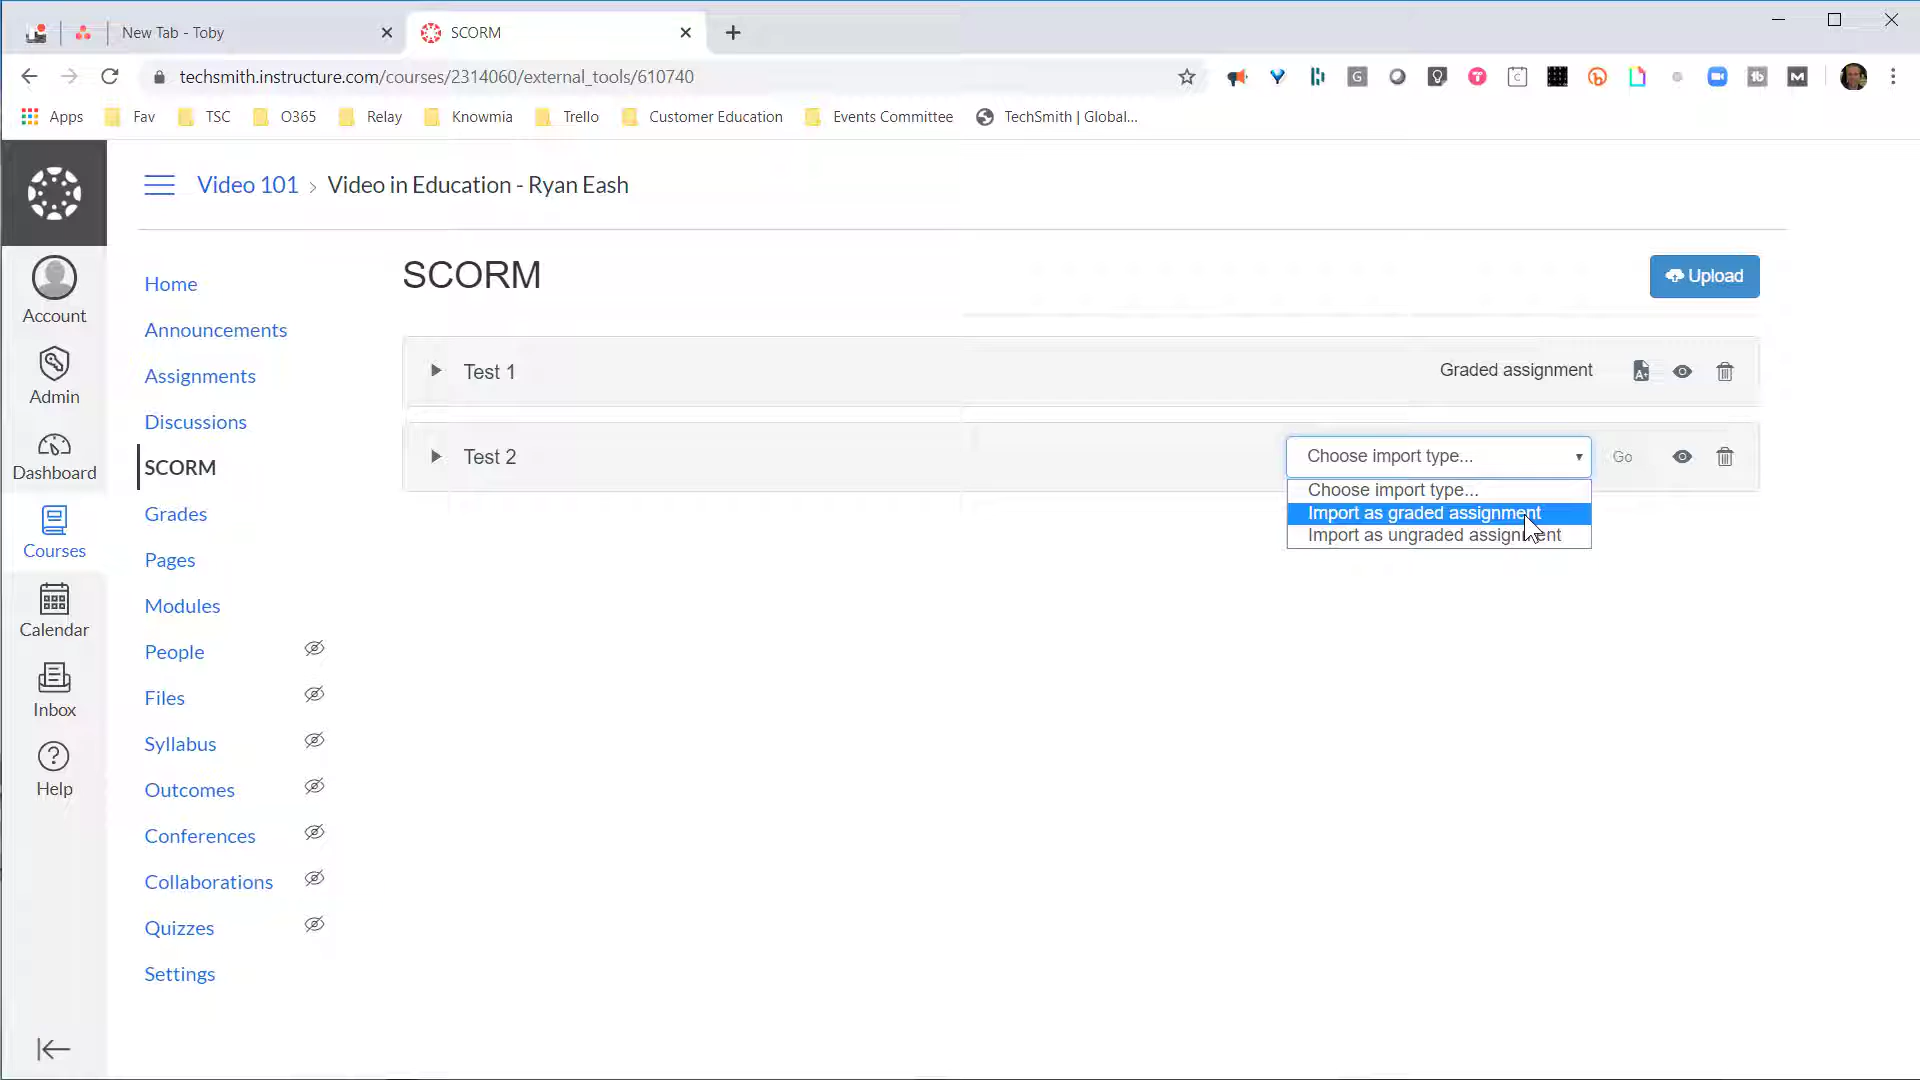 New Tab - Toby
SCORM
techsmith.instructure.com/courses/2314060/external_tools/610740
Apps
Fav
TSC
O365
Relay
Knowmia
Trello
Customer Education
Events Committee
TechSmith | Global...
Video 101 › Video in Education - Ryan Eash
Account
Admin
Dashboard
Courses
Calendar
Inbox
Help
Home
Announcements
Assignments
Discussions
SCORM
Grades
Pages
Modules
People
Files
Syllabus
Outcomes
Conferences
Collaborations
Quizzes
Settings
SCORM
Upload
Test 1
Graded assignment
Test 2
Choose import type...
Go
Choose import type...
Import as graded assignment
Import as ungraded assignment